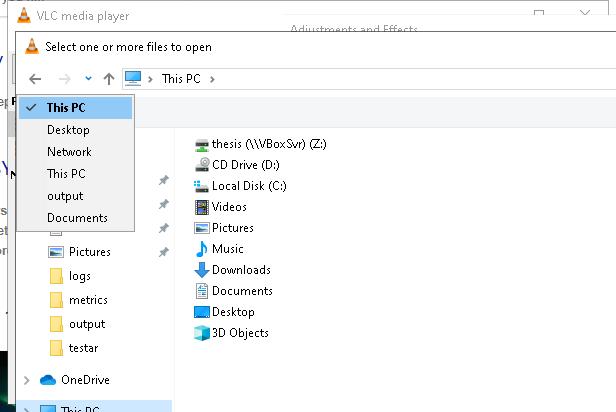 VLC media player
Adjustments and Effects
Select one or more files to open
This PC
This PC
Desktop
Network
This PC
output
Documents
Pictures
logs
metrics
output
testar
OneDrive
This PC
thesis (\\VBoxSvr) (Z:)
CD Drive (D:)
Local Disk (C:)
Videos
Pictures
Music
Downloads
Documents
Desktop
3D Objects